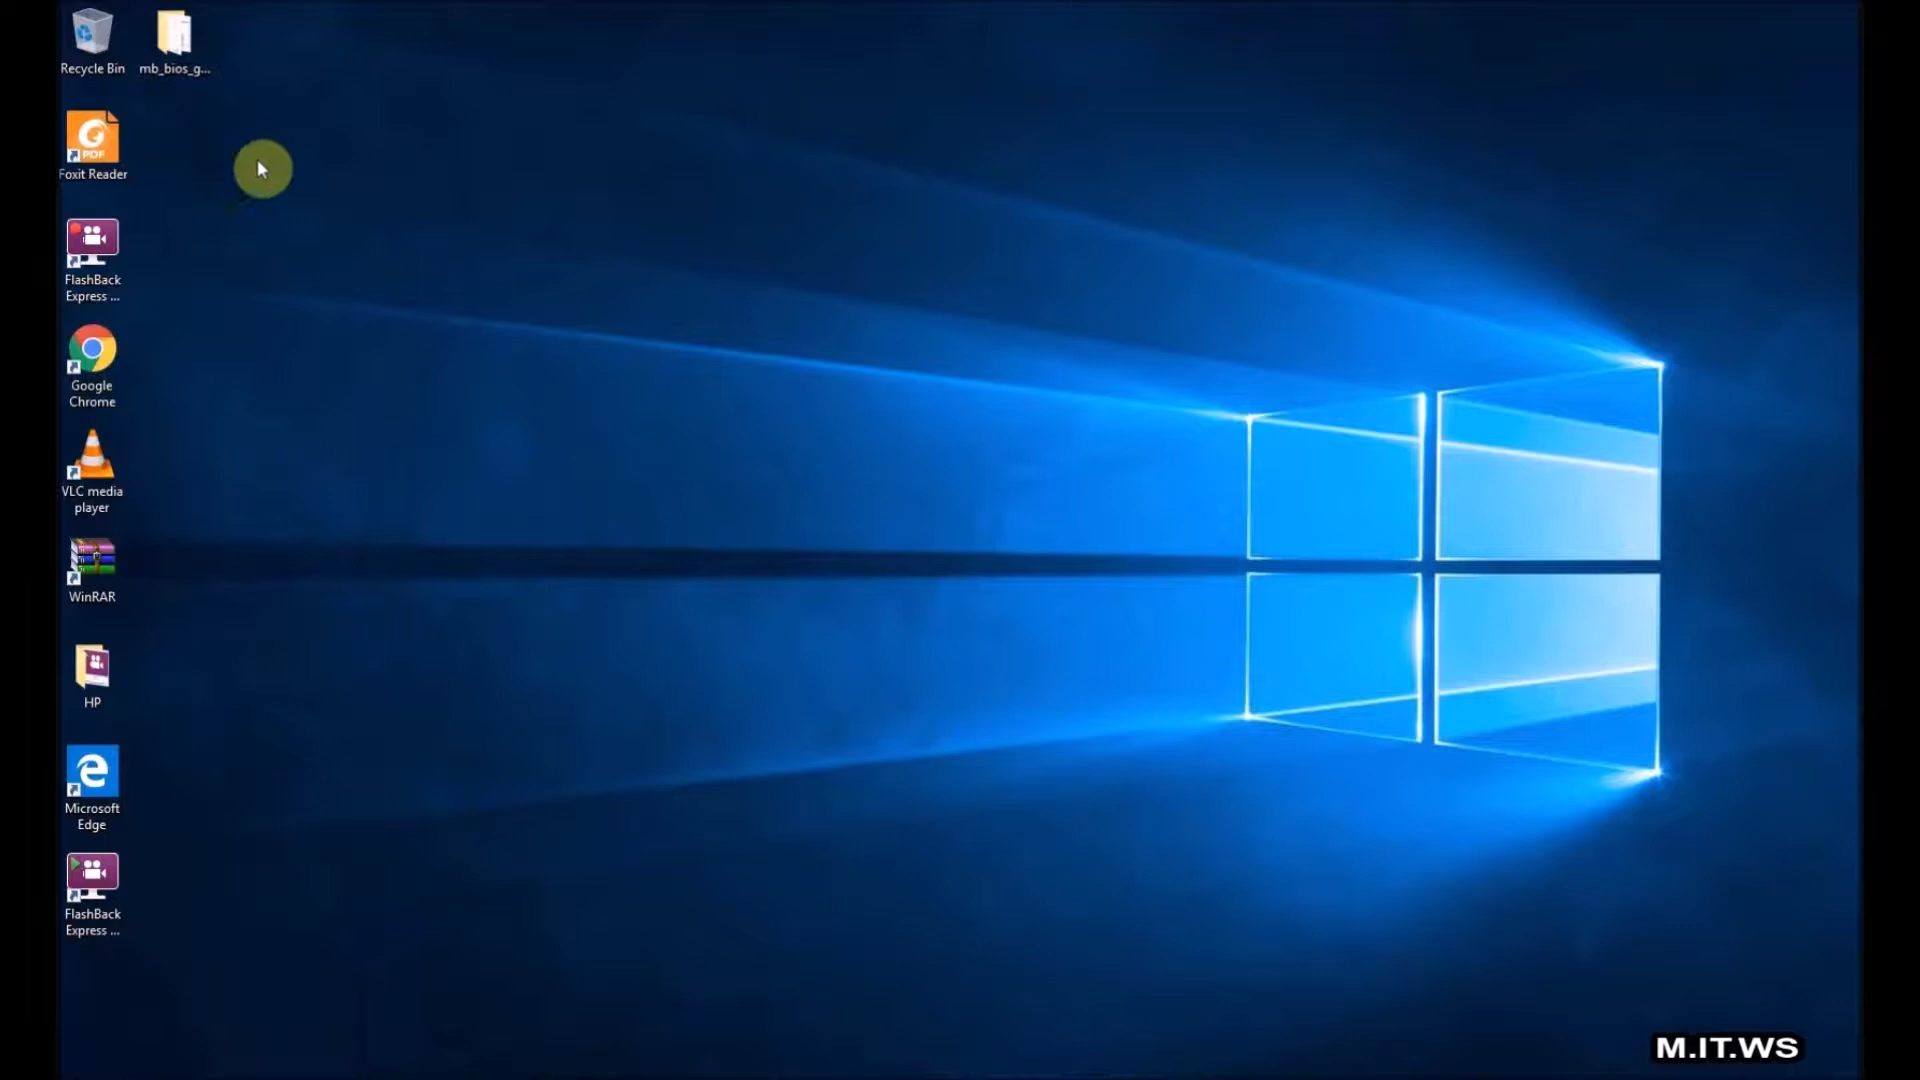 Recycle Bin
mb_bios_g...
PDF
Foxit Reader
FlashBack
Express ...
Google
Chrome
VLC media
player
WinRAR
HP
Microsoft
Edge
FlashBack
Express ...
M.IT.WS